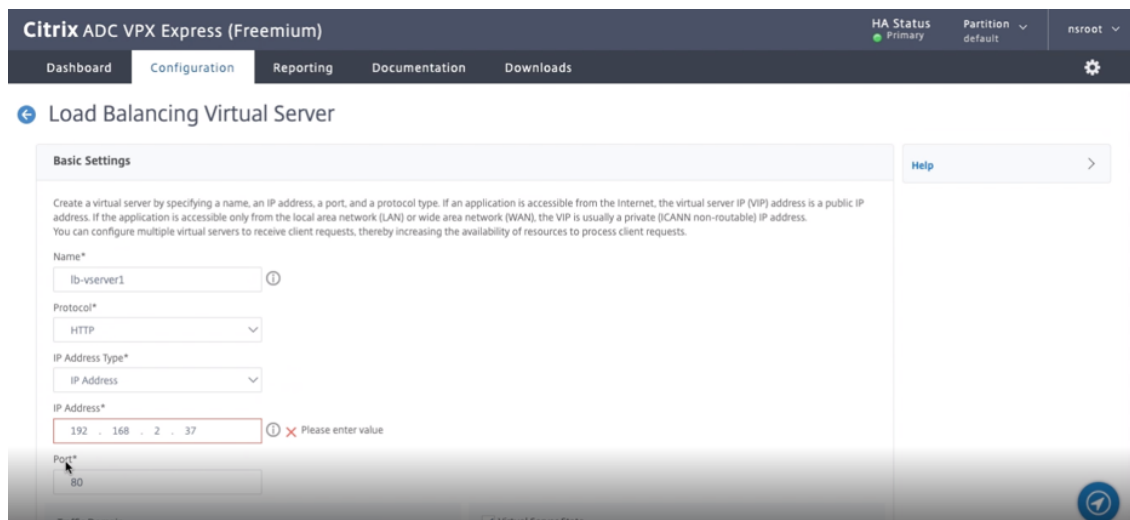 Citrix ADC VPX Express (Freemium)
HA Status
Primary
Partition
default
nsroot
Dashboard
Configuration
Reporting
Documentation
Downloads
Load Balancing Virtual Server
Basic Settings
Help
Create a virtual server by specifying a name, an IP address, a port, and a protocol type. If an application is accessible from the Internet, the virtual server IP (VIP) address is a public IP
address. If the application is accessible only from the local area network (LAN) or wide area network (WAN), the VIP is usually a private (ICANN non-routable) IP address.
You can configure multiple virtual servers to receive client requests, thereby increasing the availability of resources to process client requests.
Name*
lb-vserver1
Protocol*
HTTP
IP Address Type*
IP Address
IP Address*
192 . 168 . 2 . 37
Please enter value
Port*
80